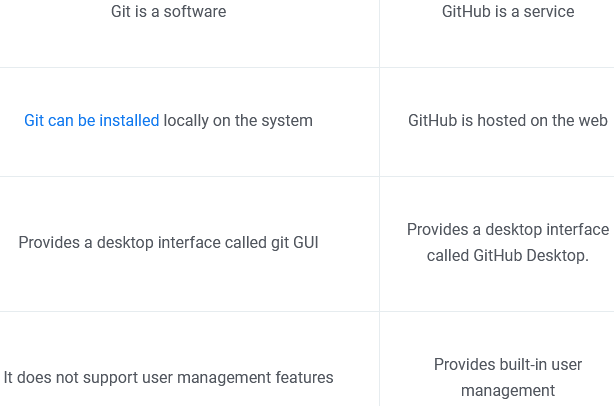 Git is a software
GitHub is a service
Git can be installed locally on the system
GitHub is hosted on the web
Provides a desktop interface called git GUI
Provides a desktop interface
called GitHub Desktop.
It does not support user management features
Provides built-in user
management